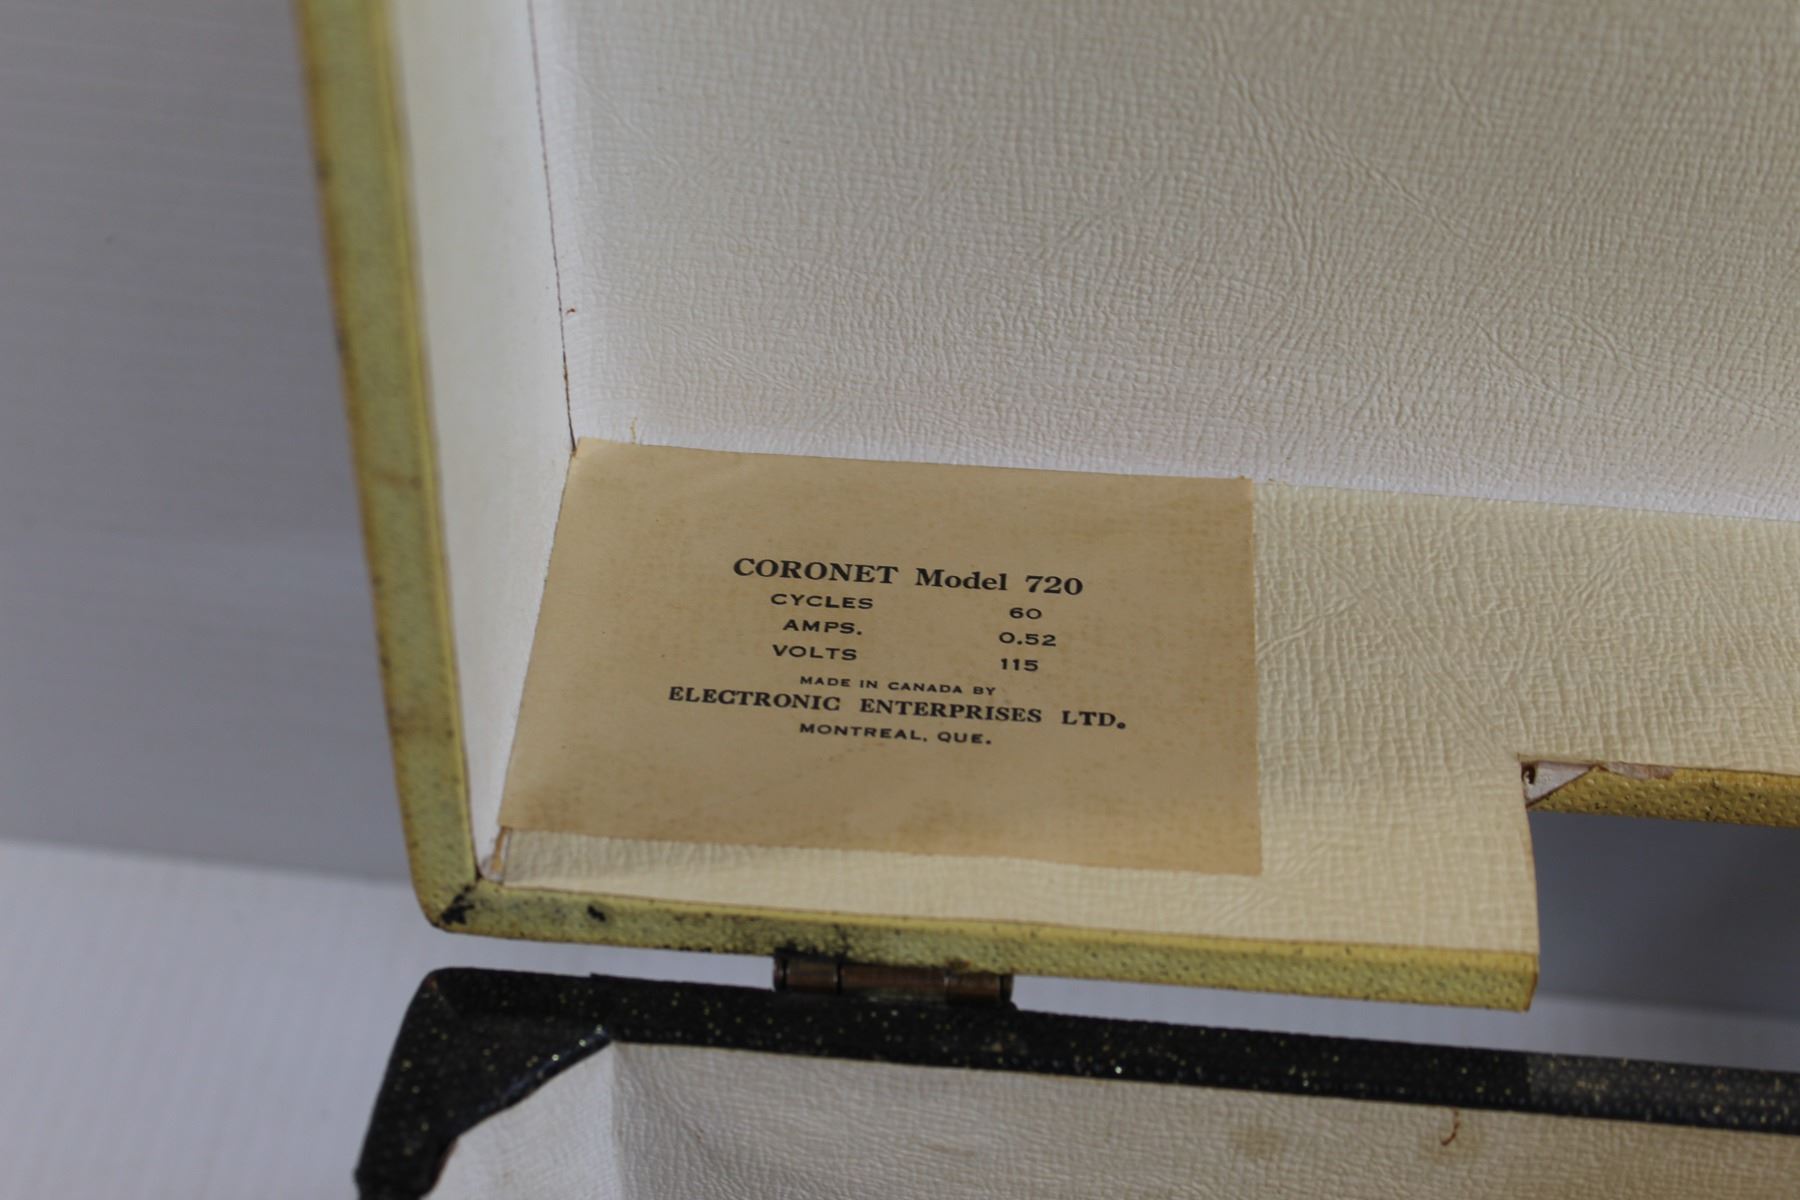 CORONET Model 720
CYCLES 60
AMPS. 0.52
VOLTS 115
MADE IN CANADA BY
ELECTRONIC ENTERPRISES LTD.
MONTREAL, QUE.